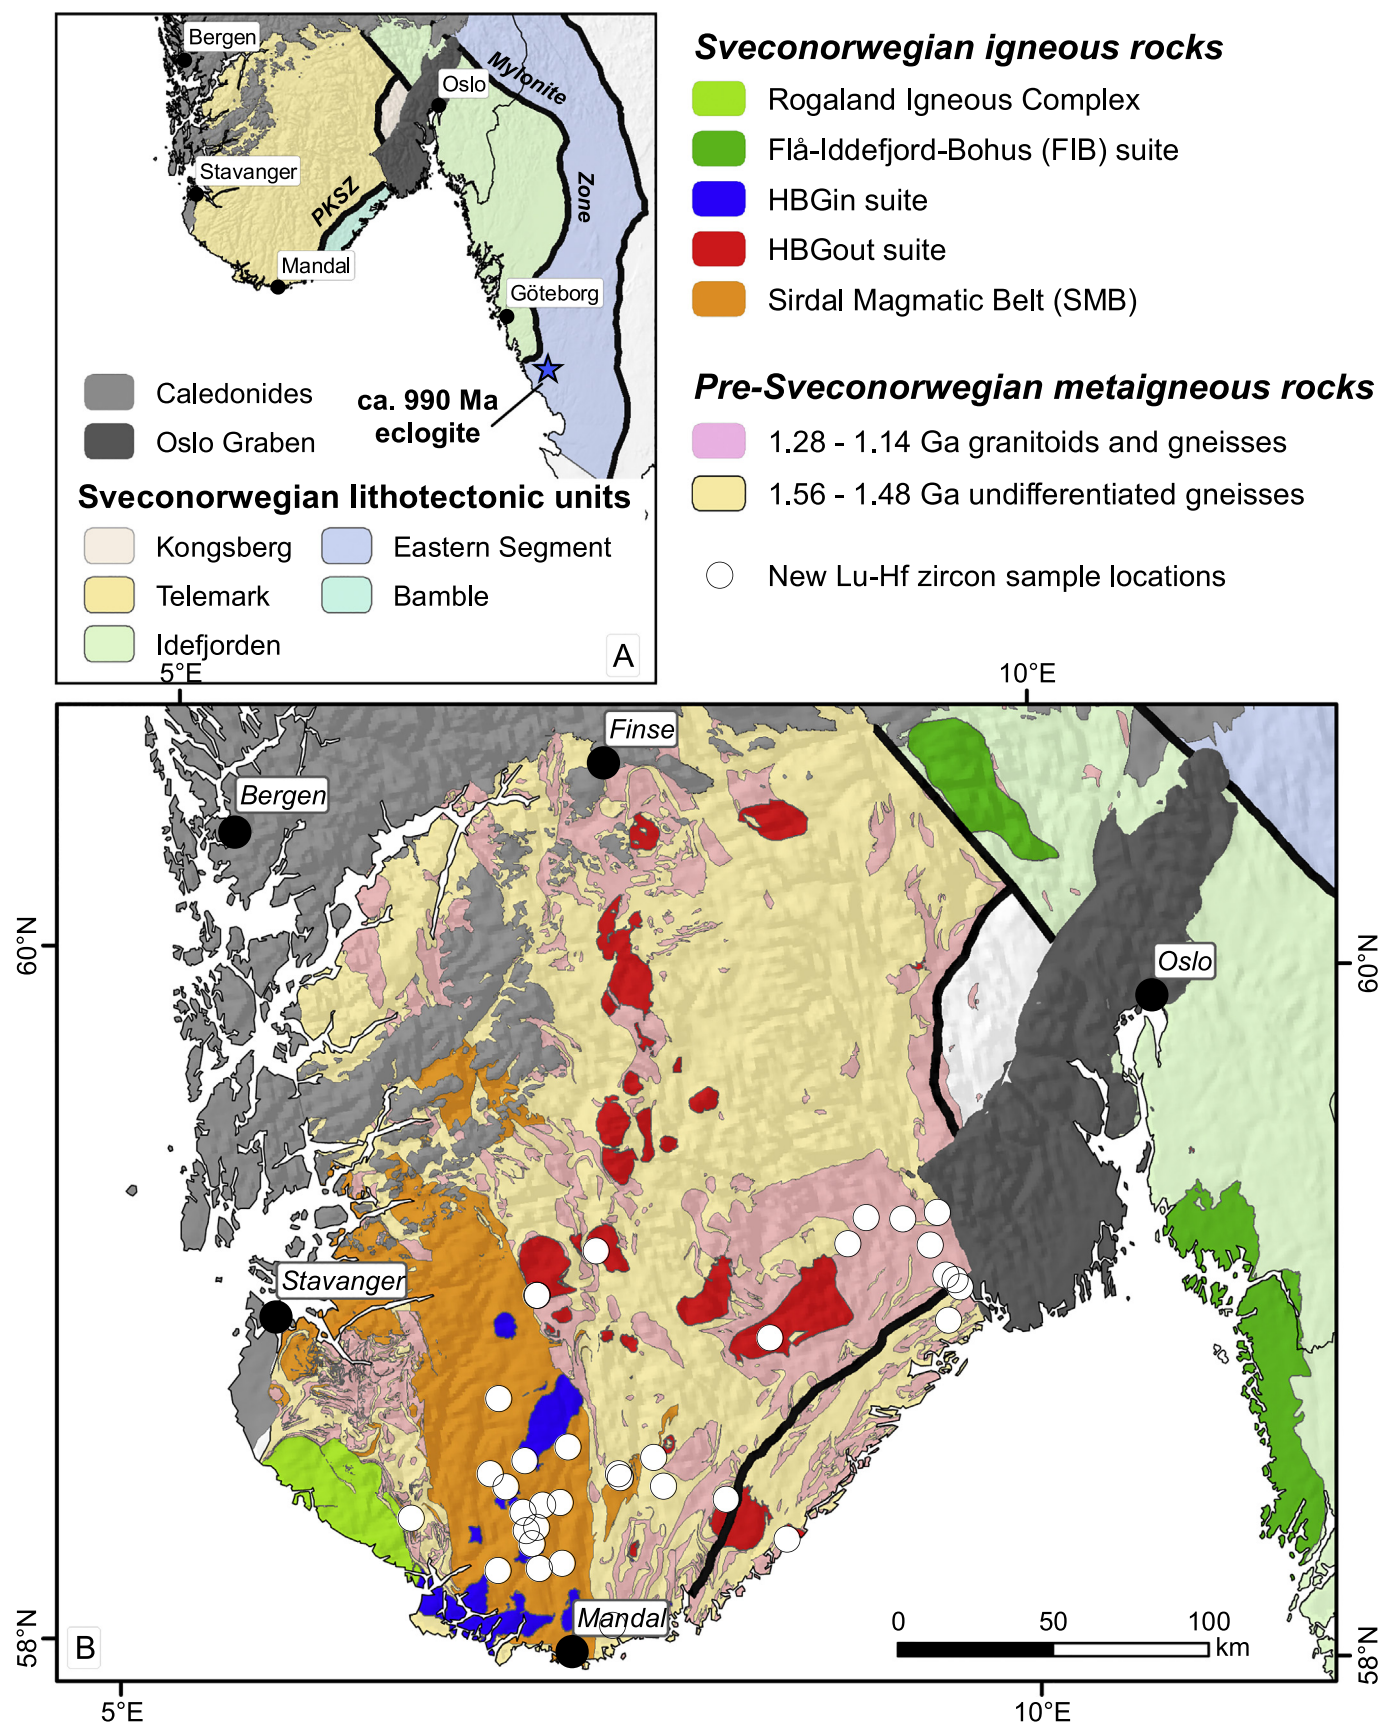 Bergen
Mylonite
Oslo
Stavanger
PKSZ
Zone
Mandal
Göteborg
Caledonides
Oslo Graben
ca. 990 Ma
eclogite
Sveconorwegian lithotectonic units
Kongsberg
Eastern Segment
Telemark
Bamble
Idefjorden
A
Sveconorwegian igneous rocks
Rogaland Igneous Complex
Flå-Iddefjord-Bohus (FIB) suite
HBGin suite
HBGout suite
Sirdal Magmatic Belt (SMB)
Pre-Sveconorwegian metaigneous rocks
1.28 - 1.14 Ga granitoids and gneisses
1.56 - 1.48 Ga undifferentiated gneisses
New Lu-Hf zircon sample locations
5°E
10°E
Finse
Bergen
60°N
60°N
Oslo
Stavanger
Mandal
0
50
100
km
58°N
58°N
B
5°E
10°E